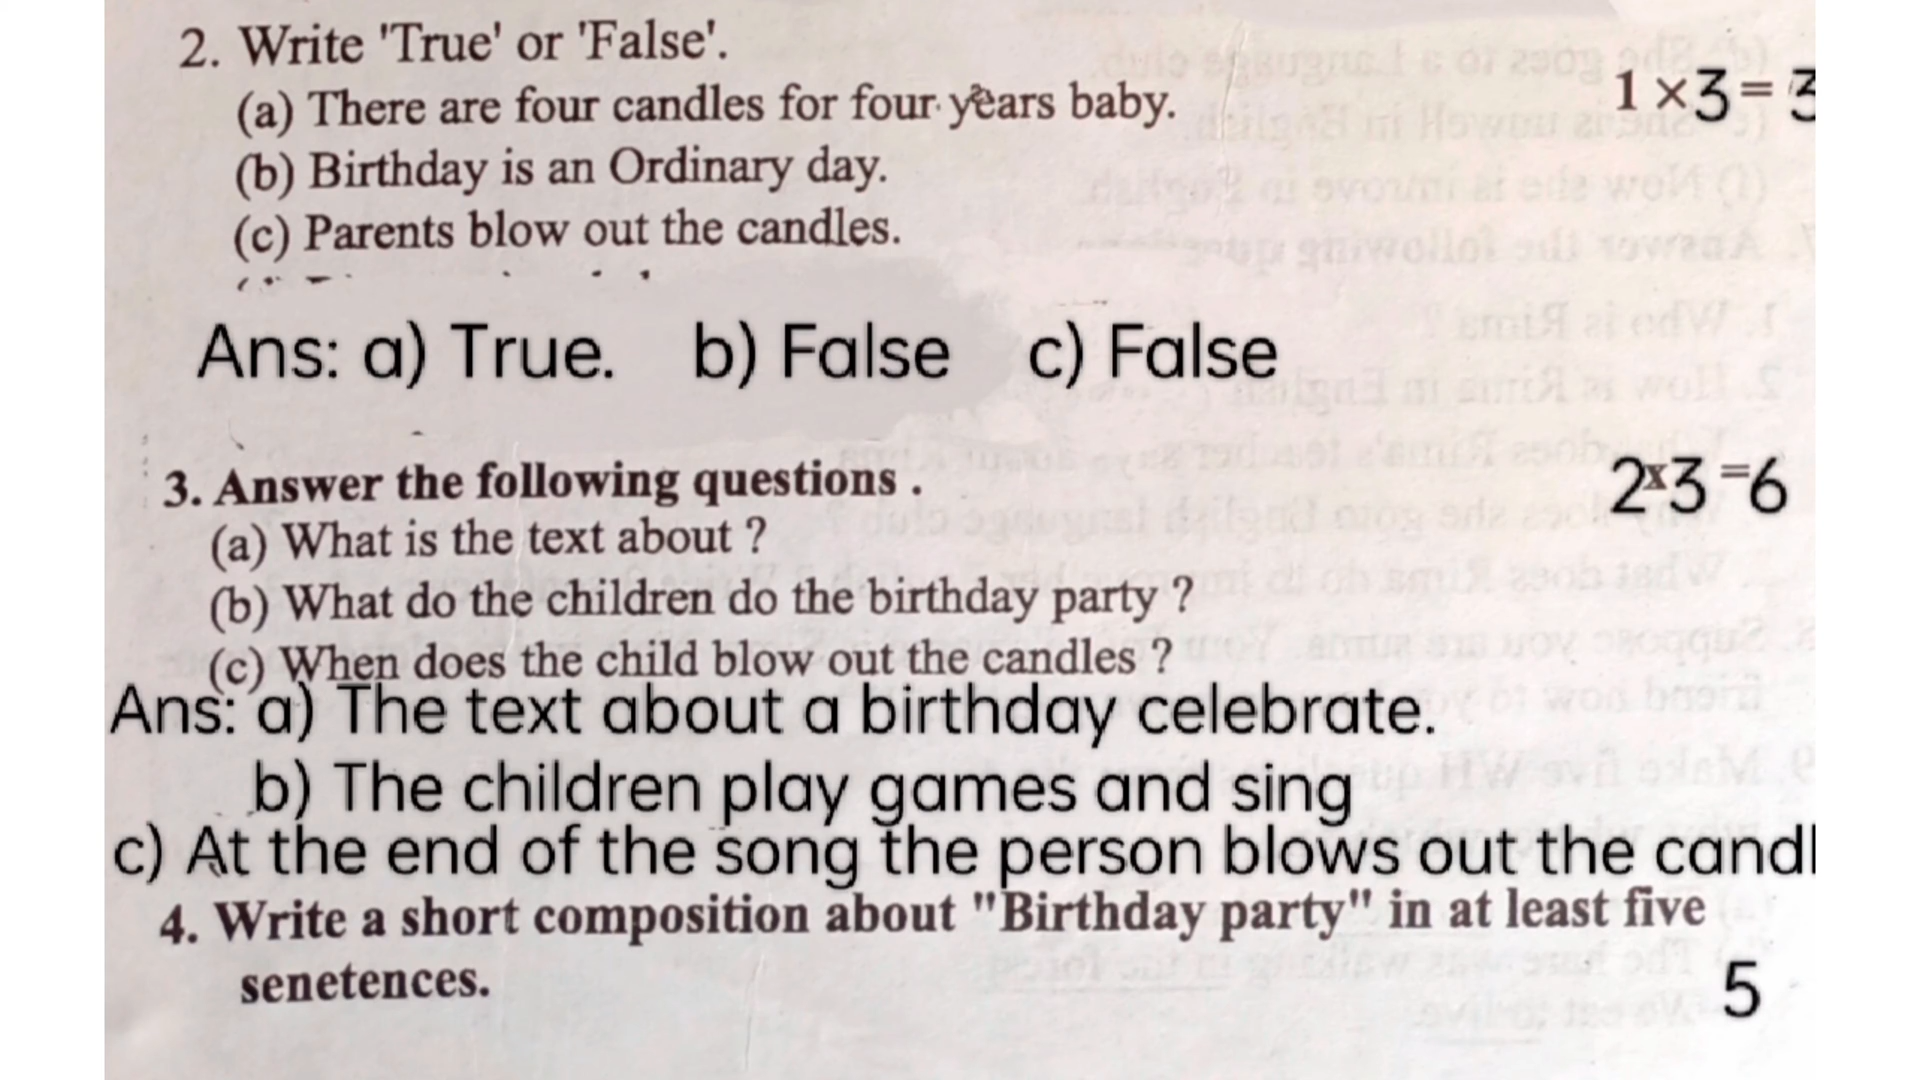 2. Write 'True' or 'False'.
(a) There are four candles for four years baby. 1×3=3
(b) Birthday is an Ordinary day.
(c) Parents blow out the candles.
Ans: a) True. b) False c) False
3. Answer the following questions . 2x3=6
(a) What is the text about ?
(b) What do the children do the birthday party ?
(c) When does the child blow out the candles ?
Ans: a) The text about a birthday celebrate.
b) The children play games and sing
c) At the end of the song the person blows out the candl
4. Write a short composition about "Birthday party" in at least five
senetences. 5